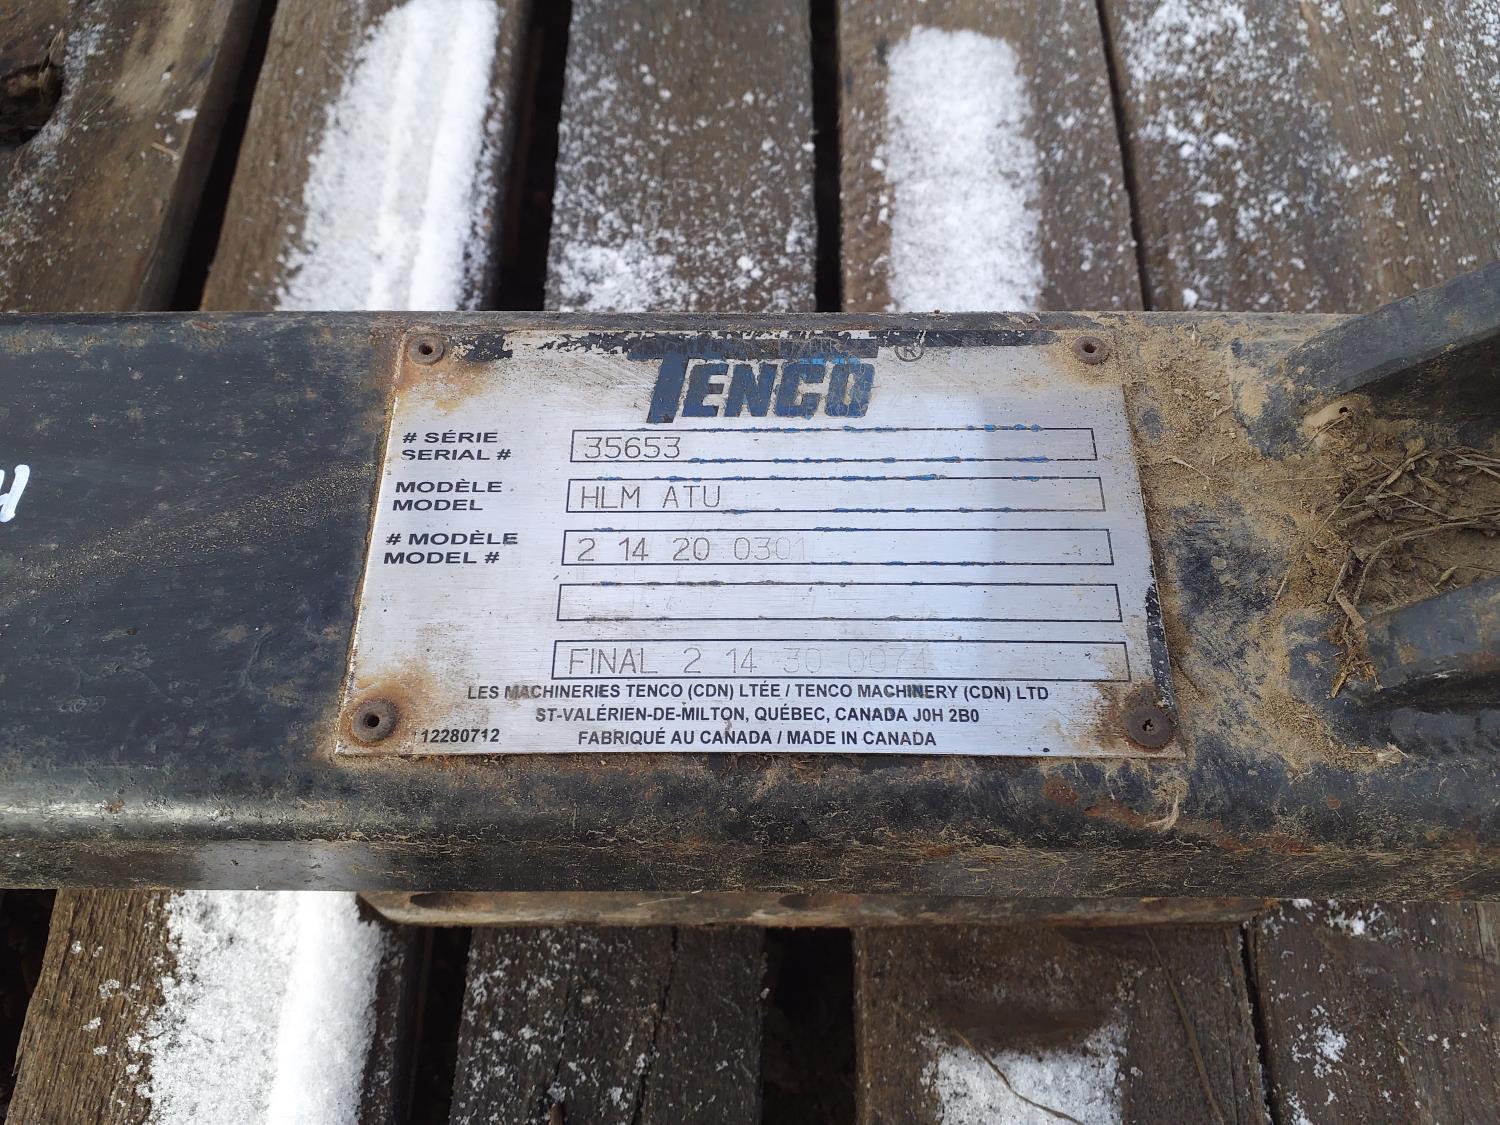 TENCO ®
# SÉRIE
SERIAL # 35653
MODÈLE
MODEL HLM ATU
# MODÈLE
MODEL # 2 14 20 0301
FINAL 2 14 30 0074
LES MACHINERIES TENCO (CDN) LTÉE / TENCO MACHINERY (CDN) LTD
ST-VALÉRIEN-DE-MILTON, QUÉBEC, CANADA J0H 2B0
12280712 FABRIQUÉ AU CANADA / MADE IN CANADA